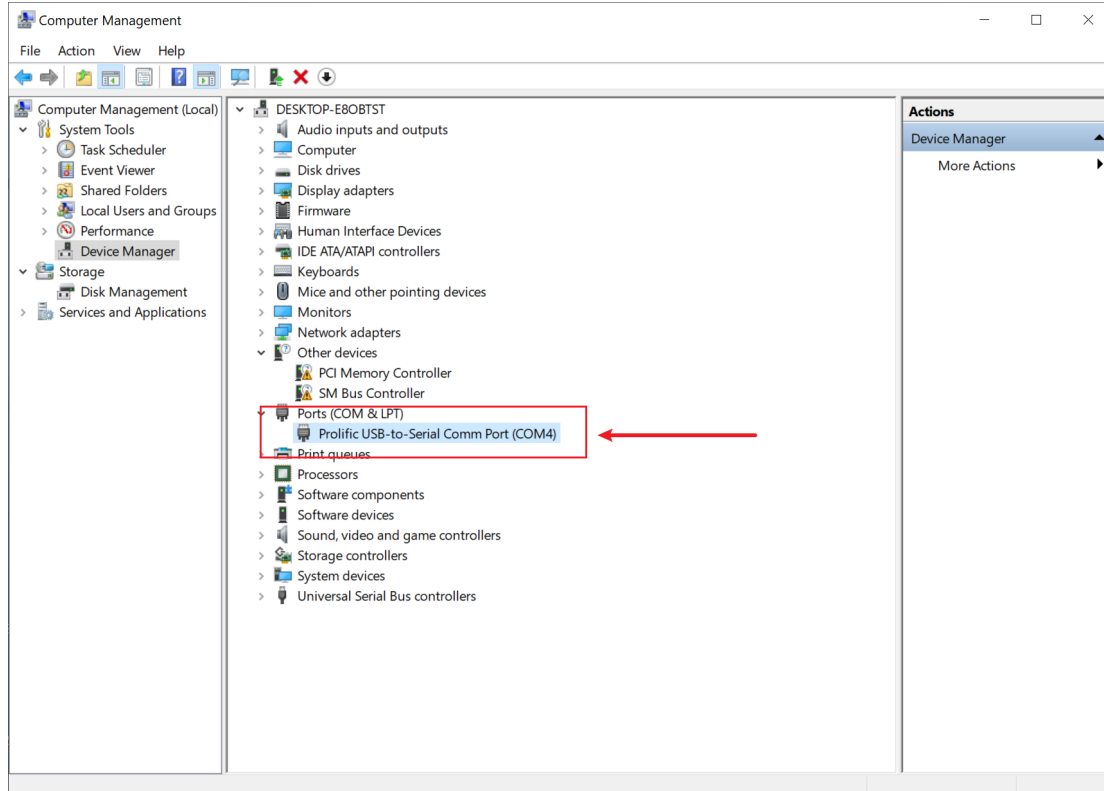 Computer Management
File Action View Help
Computer Management (Local)
System Tools
Task Scheduler
Event Viewer
Shared Folders
Local Users and Groups
Performance
Device Manager
Storage
Disk Management
Services and Applications
DESKTOP-E8OBTST
Audio inputs and outputs
Computer
Disk drives
Display adapters
Firmware
Human Interface Devices
IDE ATA/ATAPI controllers
Keyboards
Mice and other pointing devices
Monitors
Network adapters
Other devices
PCI Memory Controller
SM Bus Controller
Ports (COM & LPT)
Prolific USB-to-Serial Comm Port (COM4)
Print queues
Processors
Software components
Software devices
Sound, video and game controllers
Storage controllers
System devices
Universal Serial Bus controllers
Actions
Device Manager
More Actions